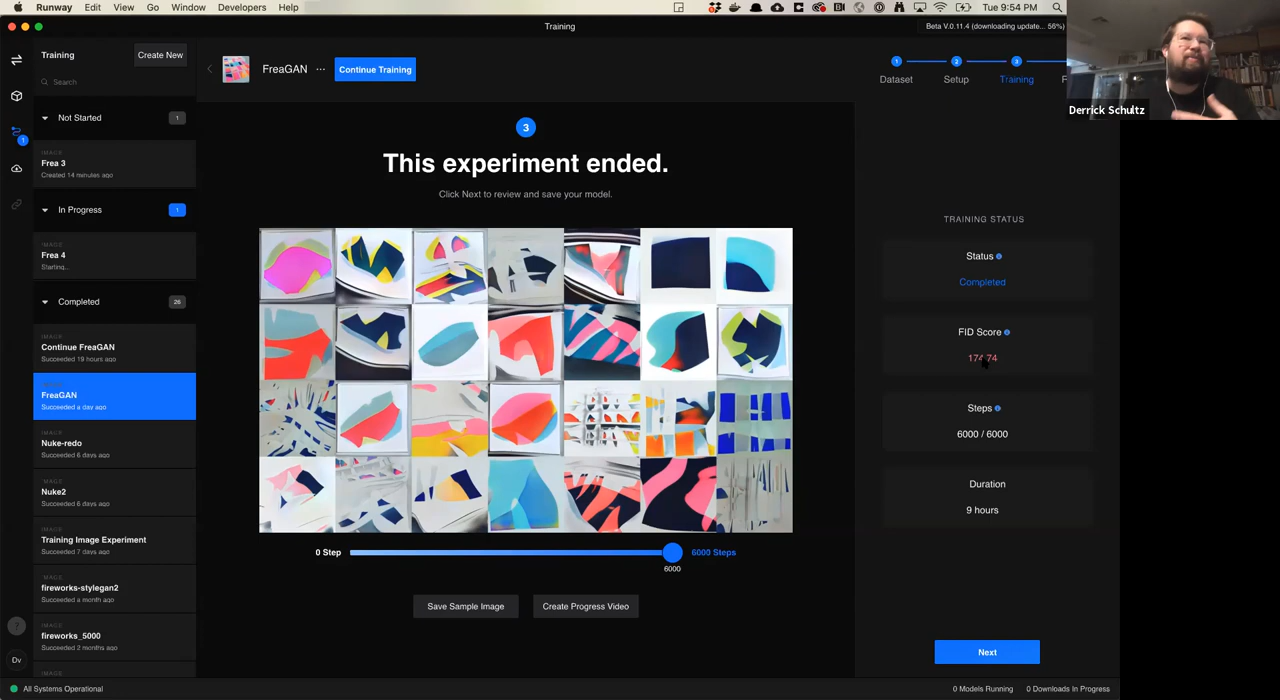 Runway File Edit View Go Window Developers Help
Tue 9:54 PM
Training
Beta V.0.11.4 (downloading update... 56%)
Training
Create New
Search
FreaGAN ...
Continue Training
1
2
3
Dataset
Setup
Training
Derrick Schultz
Not Started
1
IMAGE
Frea 3
Created 14 minutes ago
In Progress
1
IMAGE
Frea 4
Starting...
Completed
26
IMAGE
Continue FreaGAN
Succeeded 19 hours ago
IMAGE
FreaGAN
Succeeded a day ago
IMAGE
Nuke-redo
Succeeded 6 days ago
IMAGE
Nuke2
Succeeded 6 days ago
IMAGE
Training Image Experiment
Succeeded 7 days ago
IMAGE
fireworks-stylegan2
Succeeded a month ago
IMAGE
fireworks_5000
Succeeded 2 months ago
IMAGE
1
?
Dv
3
This experiment ended.
Click Next to review and save your model.
0 Step
6000 Steps
6000
Save Sample Image
Create Progress Video
TRAINING STATUS
Status
Completed
FID Score
174.74
Steps
6000 / 6000
Duration
9 hours
Next
All Systems Operational
0 Models Running
0 Downloads In Progress